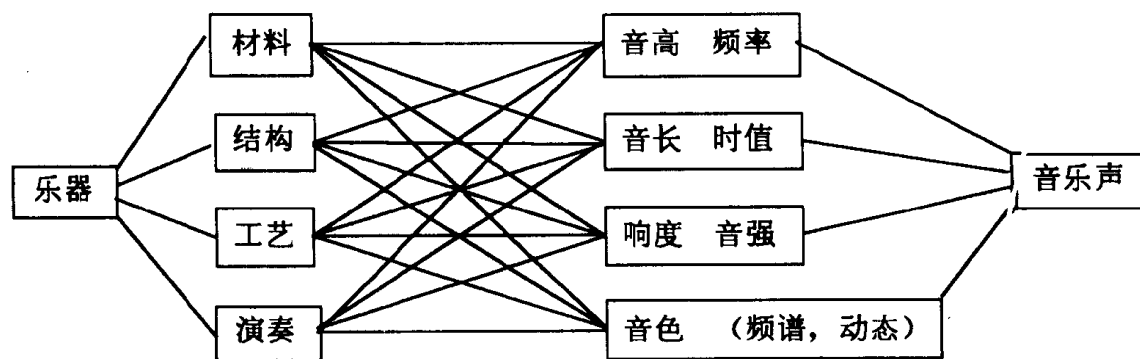 材料
音高 频率
结构
音长 时值
乐器
音乐声
工艺
响度 音强
演奏
音色 （频谱，动态）